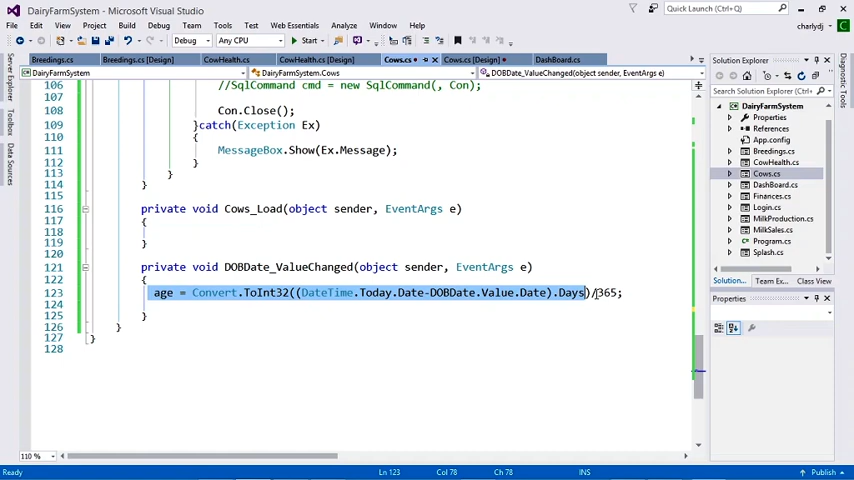 DairyFarmSystem - Microsoft Visual Studio
Quick Launch (Ctrl+Q)
File Edit View Project Build Debug Team Tools Test Web Essentials Analyze Window Help
charlydj
Debug Any CPU Start
Breedings.cs Breedings.cs [Design] CowHealth.cs CowHealth.cs [Design] Cows.cs Cows.cs [Design] DashBoard.cs
DairyFarmSystem DairyFarmSystem.Cows DOBDate_ValueChanged(object sender, EventArgs e)
Server Explorer
Toolbox
Data Sources
106 //SqlCommand cmd = new SqlCommand(, Con);
107
108 Con.Close();
109 }catch(Exception Ex)
110 {
111 MessageBox.Show(Ex.Message);
112 }
113 }
114 }
115
116 private void Cows_Load(object sender, EventArgs e)
117 {
118
119 }
120
121 private void DOBDate_ValueChanged(object sender, EventArgs e)
122 {
123 age = Convert.ToInt32((DateTime.Today.Date-DOBDate.Value.Date).Days)/365;
124
125 }
126 }
127 }
128
110 %
Solution Explorer
Search Solution Explorer (Ctrl+;)
DairyFarmSystem
Properties
References
App.config
Breedings.cs
CowHealth.cs
Cows.cs
DashBoard.cs
Finances.cs
Login.cs
MilkProduction.cs
MilkSales.cs
Program.cs
Splash.cs
Solution... Team Ex... Class View
Properties
Diagnostic Tools
Ready Ln 123 Col 78 Ch 78 INS Publish